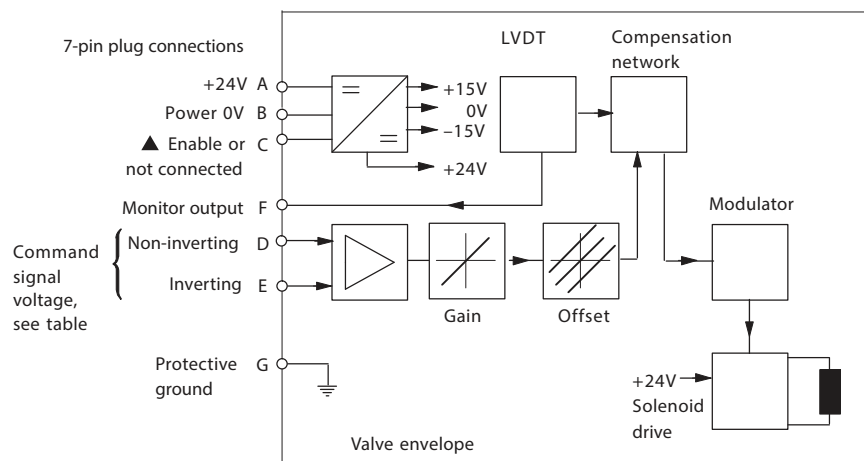 7-pin plug connections
LVDT
Compensation
network
+24V A
+15V
Power 0V B
0V
▲ Enable or C
not connected
–15V
+24V
Monitor output F
Modulator
Command
signal
voltage,
see table
Non-inverting D
Inverting E
Gain
Offset
Protective
ground G
+24V
Solenoid
drive
Valve envelope